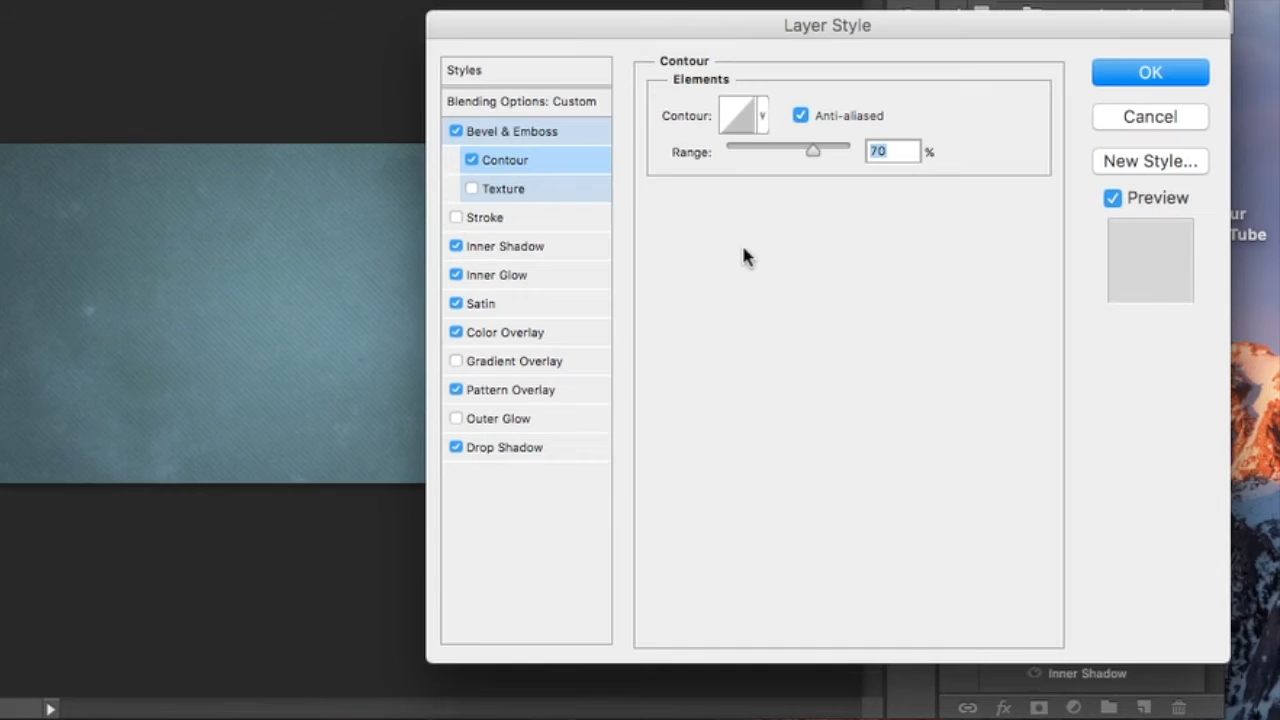 Layer Style
Styles
Blending Options: Custom
Bevel & Emboss
Contour
Texture
Stroke
Inner Shadow
Inner Glow
Satin
Color Overlay
Gradient Overlay
Pattern Overlay
Outer Glow
Drop Shadow
Contour
Elements
Contour:
Anti-aliased
Range:
70
%
OK
Cancel
New Style...
Preview
ur
Tube
Inner Shadow
fx